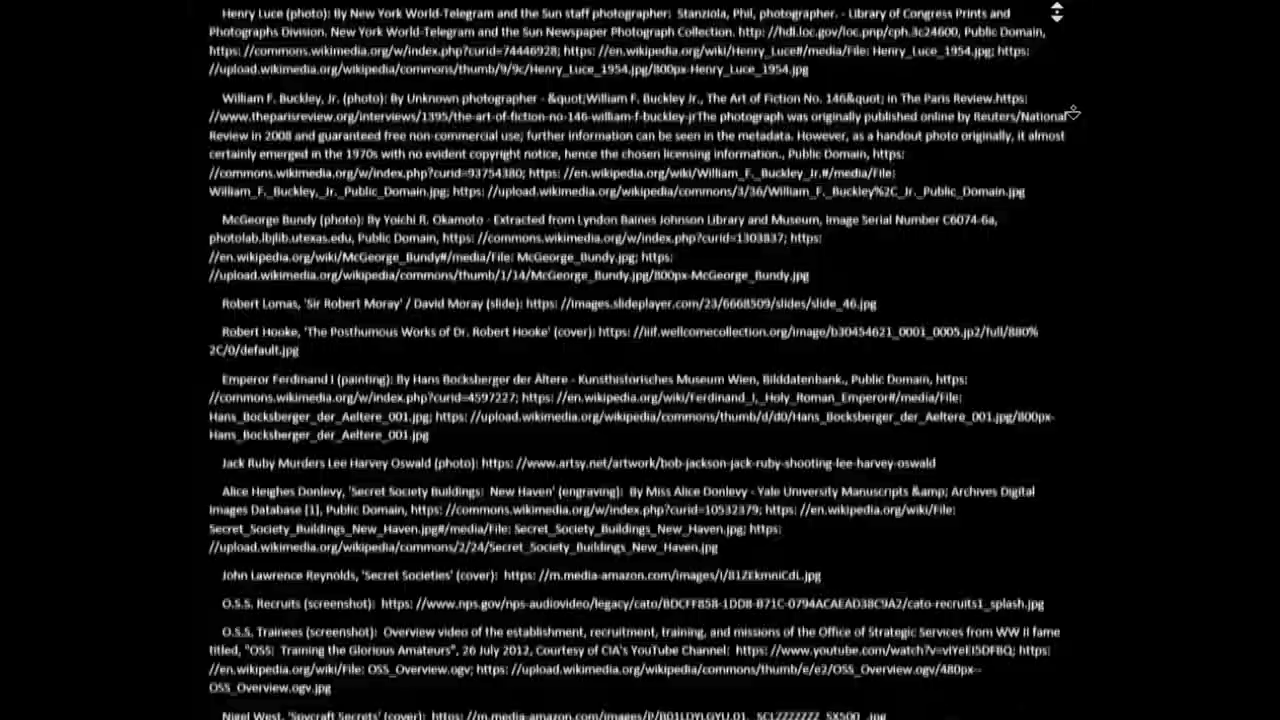 Henry Luce (photo): By New York World-Telegram and the Sun staff photographer: Stanziola, Phil, photographer. - Library of Congress Prints and
Photographs Division. New York World-Telegram and the Sun Newspaper Photograph Collection. http: //hdl.loc.gov/loc.pnp/cph.3c24600, Public Domain,
https: //commons.wikimedia.org/w/index.php?curid=74446928; https: //en.wikipedia.org/wiki/Henry_Luce#/media/File: Henry_Luce_1954.jpg; https:
//upload.wikimedia.org/wikipedia/commons/thumb/9/9c/Henry_Luce_1954.jpg/800px-Henry_Luce_1954.jpg
William F. Buckley, Jr. (photo): By Unknown photographer - &quot;William F. Buckley Jr., The Art of Fiction No. 146&quot; in The Paris Review.https:
//www.theparisreview.org/interviews/1395/the-art-of-fiction-no-146-william-f-buckley-jrThe photograph was originally published online by Reuters/National
Review in 2008 and guaranteed free non-commercial use; further information can be seen in the metadata. However, as a handout photo originally, it almost
certainly emerged in the 1970s with no evident copyright notice, hence the chosen licensing information., Public Domain, https:
//commons.wikimedia.org/w/index.php?curid=93754380; https: //en.wikipedia.org/wiki/William_F._Buckley_Jr.#/media/File:
William_F._Buckley,_Jr._Public_Domain.jpg; https: //upload.wikimedia.org/wikipedia/commons/3/36/William_F._Buckley%2C_Jr._Public_Domain.jpg
McGeorge Bundy (photo): By Yoichi R. Okamoto - Extracted from Lyndon Baines Johnson Library and Museum, Image Serial Number C6074-6a,
photolab.lbjlib.utexas.edu, Public Domain, https: //commons.wikimedia.org/w/index.php?curid=1303837; https:
//en.wikipedia.org/wiki/McGeorge_Bundy#/media/File: McGeorge_Bundy.jpg; https:
//upload.wikimedia.org/wikipedia/commons/thumb/1/14/McGeorge_Bundy.jpg/800px-McGeorge_Bundy.jpg
Robert Lomas, 'Sir Robert Moray' / David Moray (slide): https: //images.slideplayer.com/23/6668509/slides/slide_46.jpg
Robert Hooke, 'The Posthumous Works of Dr. Robert Hooke' (cover): https: //iiif.wellcomecollection.org/image/b30454621_0001_0005.jp2/full/880%
2C/0/default.jpg
Emperor Ferdinand I (painting): By Hans Bocksberger der Ältere - Kunsthistorisches Museum Wien, Bilddatenbank., Public Domain, https:
//commons.wikimedia.org/w/index.php?curid=4597227; https: //en.wikipedia.org/wiki/Ferdinand_I,_Holy_Roman_Emperor#/media/File:
Hans_Bocksberger_der_Aeltere_001.jpg; https: //upload.wikimedia.org/wikipedia/commons/thumb/d/d0/Hans_Bocksberger_der_Aeltere_001.jpg/800px-
Hans_Bocksberger_der_Aeltere_001.jpg
Jack Ruby Murders Lee Harvey Oswald (photo): https: //www.artsy.net/artwork/bob-jackson-jack-ruby-shooting-lee-harvey-oswald
Alice Heighes Donlevy, 'Secret Society Buildings: New Haven' (engraving): By Miss Alice Donlevy - Yale University Manuscripts &amp; Archives Digital
Images Database [1], Public Domain, https: //commons.wikimedia.org/w/index.php?curid=10532379; https: //en.wikipedia.org/wiki/File:
Secret_Society_Buildings_New_Haven.jpg#/media/File: Secret_Society_Buildings_New_Haven.jpg; https:
//upload.wikimedia.org/wikipedia/commons/2/24/Secret_Society_Buildings_New_Haven.jpg
John Lawrence Reynolds, 'Secret Societies' (cover): https: //m.media-amazon.com/images/I/81ZEkmniCdL.jpg
O.S.S. Recruits (screenshot): https: //www.nps.gov/nps-audiovideo/legacy/cato/BDCFF858-1DD8-B71C-0794ACAEAD38C9A2/cato-recruits1_splash.jpg
O.S.S. Trainees (screenshot): Overview video of the establishment, recruitment, training, and missions of the Office of Strategic Services from WW II fame
titled, "OSS: Training the Glorious Amateurs", 26 July 2012, Courtesy of CIA's YouTube Channel: https: https:
//en.wikipedia.org/wiki/File: OSS_Overview.ogv; https: //upload.wikimedia.org/wikipedia/commons/thumb/e/e2/OSS_Overview.ogv/480px--
OSS_Overview.ogv.jpg
Nigel West, 'Spycraft Secrets' (cover): https: